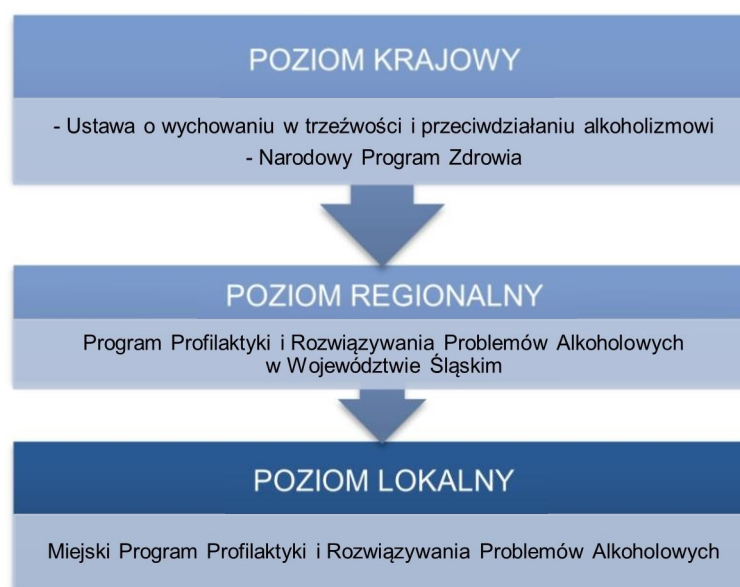 POZIOM KRAJOWY
- Ustawa o wychowaniu w trzeźwości i przeciwdziałaniu alkoholizmowi
- Narodowy Program Zdrowia
POZIOM REGIONALNY
Program Profilaktyki i Rozwiązywania Problemów Alkoholowych
w Województwie Śląskim
POZIOM LOKALNY
Miejski Program Profilaktyki i Rozwiązywania Problemów Alkoholowych